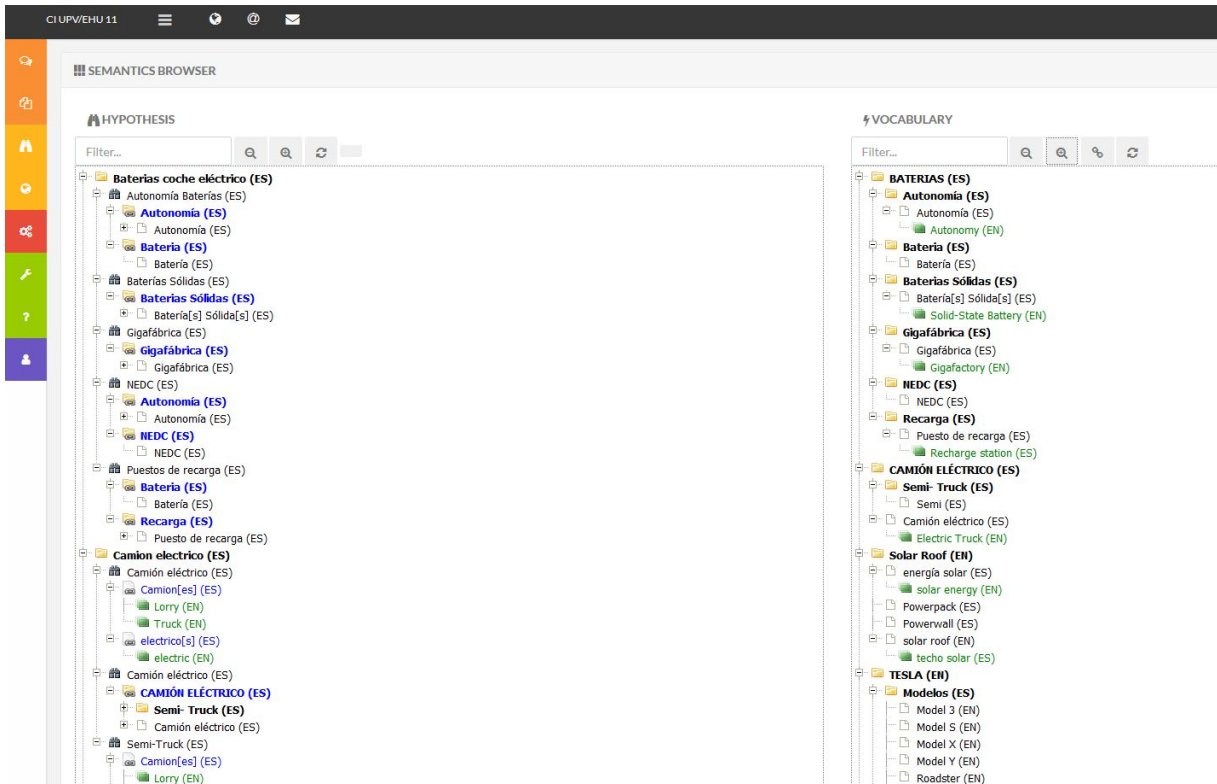 CI UPV/EHU 11
SEMANTICS BROWSER
HYPOTHESIS
Filter...
Baterias coche eléctrico (ES)
Autonomía Baterías (ES)
Autonomía (ES)
Autonomía (ES)
Bateria (ES)
Batería (ES)
Baterías Sólidas (ES)
Baterias Sólidas (ES)
Batería[s] Sólida[s] (ES)
Gigafábrica (ES)
Gigafábrica (ES)
Gigafábrica (ES)
NEDC (ES)
Autonomía (ES)
Autonomía (ES)
NEDC (ES)
NEDC (ES)
Puestos de recarga (ES)
Bateria (ES)
Batería (ES)
Recarga (ES)
Puesto de recarga (ES)
Camion electrico (ES)
Camión eléctrico (ES)
Camion[es] (ES)
Lorry (EN)
Truck (EN)
electrico[s] (ES)
electric (EN)
Camión eléctrico (ES)
CAMIÓN ELÉCTRICO (ES)
Semi- Truck (ES)
Camión eléctrico (ES)
Semi-Truck (ES)
Camion[es] (ES)
Lorry (EN)
VOCABULARY
Filter...
BATERIAS (ES)
Autonomía (ES)
Autonomía (ES)
Autonomy (EN)
Bateria (ES)
Batería (ES)
Baterias Sólidas (ES)
Batería[s] Sólida[s] (ES)
Solid-State Battery (EN)
Gigafábrica (ES)
Gigafábrica (ES)
Gigafactory (EN)
NEDC (ES)
NEDC (ES)
Recarga (ES)
Puesto de recarga (ES)
Recharge station (ES)
CAMIÓN ELÉCTRICO (ES)
Semi- Truck (ES)
Semi (ES)
Camión eléctrico (ES)
Electric Truck (EN)
Solar Roof (EN)
energía solar (ES)
solar energy (EN)
Powerpack (ES)
Powerwall (ES)
solar roof (EN)
techo solar (ES)
TESLA (EN)
Modelos (ES)
Model 3 (EN)
Model S (EN)
Model X (EN)
Model Y (EN)
Roadster (EN)